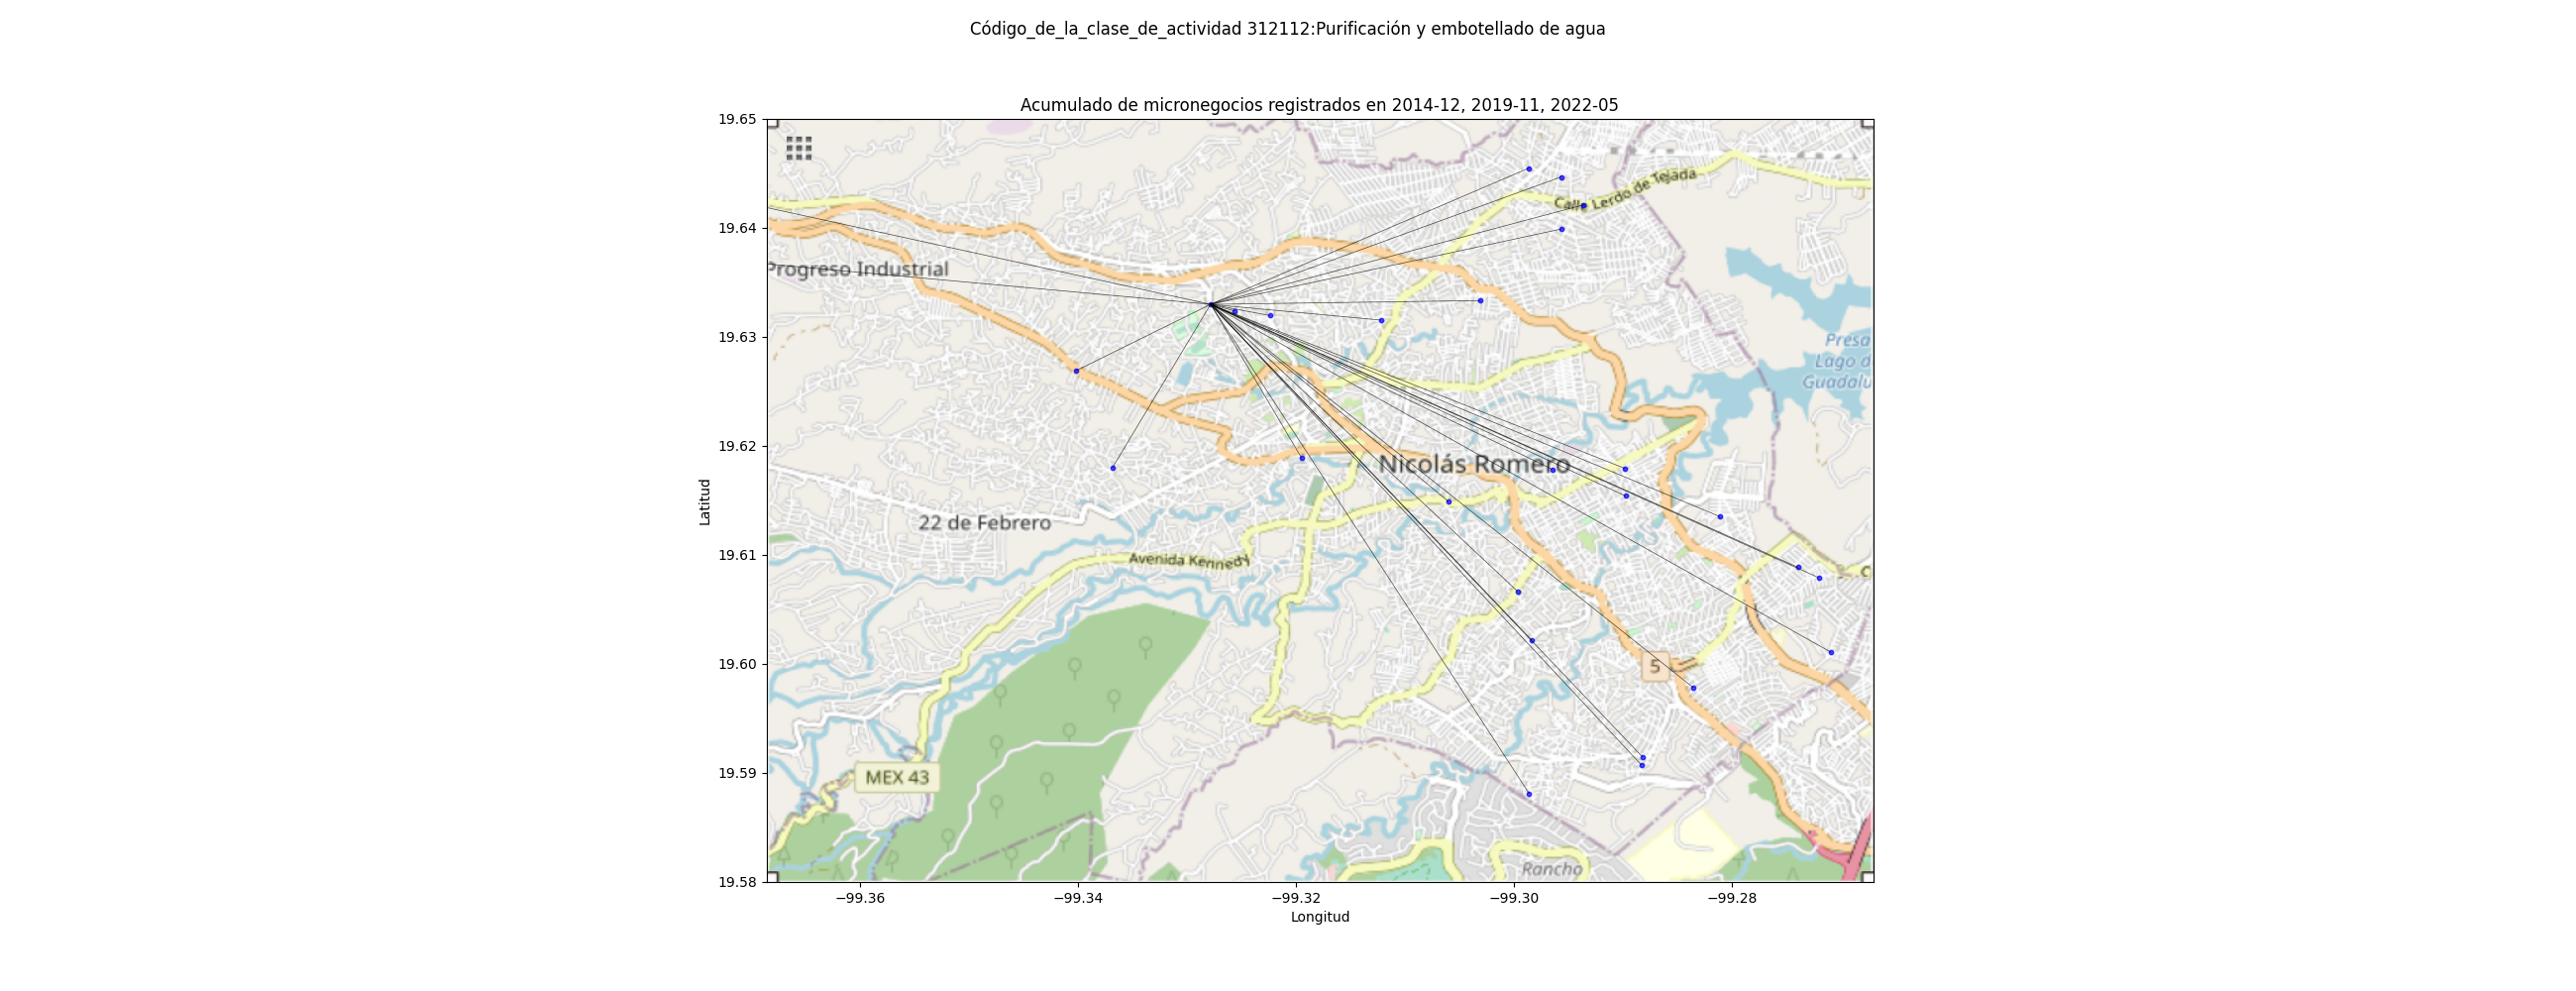 Código_de_la_clase_de_actividad 312112:Purificación y embotellado de agua
Acumulado de micronegocios registrados en 2014-12, 2019-11, 2022-05
19.65
19.64
19.63
19.62
19.61
19.60
19.59
19.58
Latitud
Calle Lerdo de Tejada
Progreso Industrial
Presa
Lago d
Guadalu
Nicolás Romero
22 de Febrero
Avenida Kennedy
C
5
MEX 43
Rancho
−99.36
−99.34
−99.32
−99.30
−99.28
Longitud